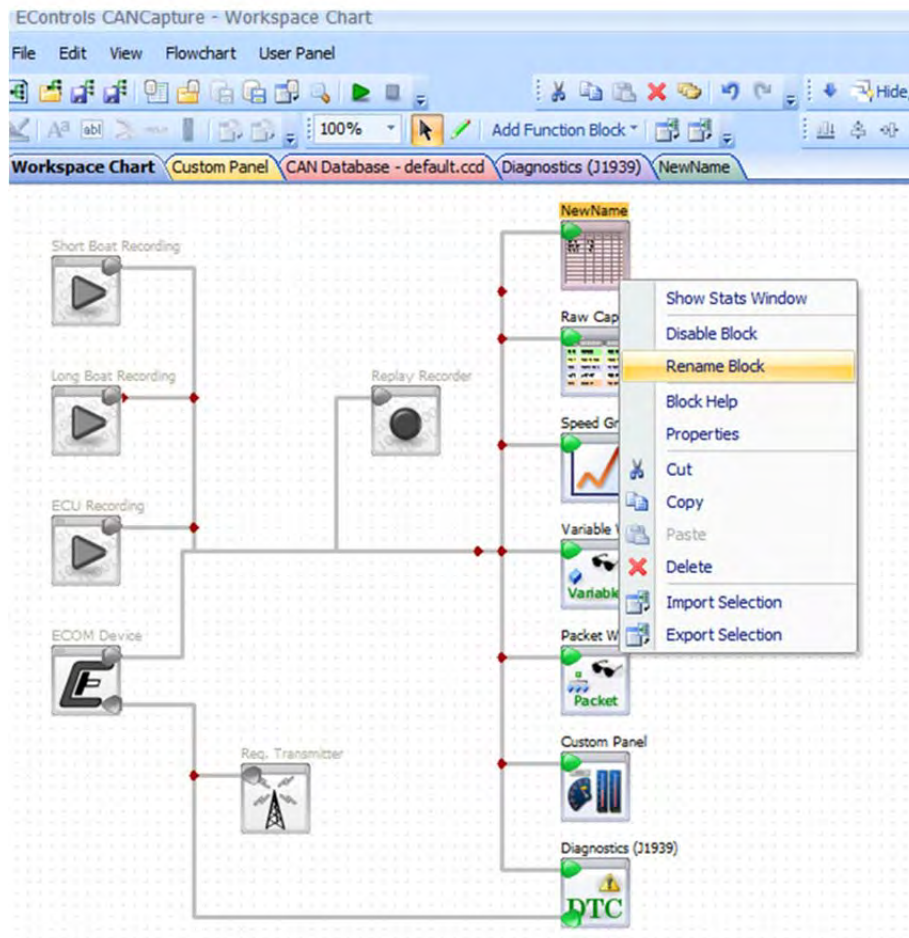 EControls CANCapture - Workspace Chart
File Edit View Flowchart User Panel
Hide
100% Add Function Block
Workspace Chart Custom Panel CAN Database - default.ccd Diagnostics (J1939) NewName
NewName
Short Boat Recording
Show Stats Window
Raw Cap
Disable Block
Long Boat Recording
Replay Recorder
Rename Block
Block Help
Speed Gr
Properties
Cut
ECU Recording
Copy
Variable
Paste
Delete
Variable
Import Selection
ECOM Device
Packet W
Export Selection
Packet
Req. Transmitter
Custom Panel
Diagnostics (J1939)
DTC